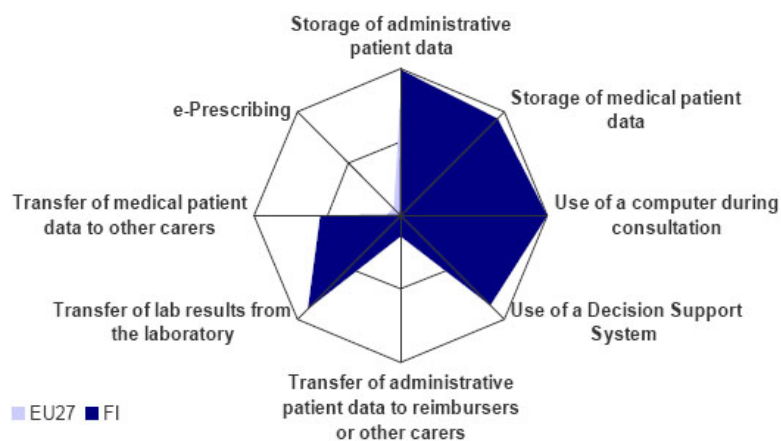 Storage of administrative
patient data
Storage of medical patient
data
e-Prescribing
Transfer of medical patient
data to other carers
Use of a computer during
consultation
Transfer of lab results from
the laboratory
Use of a Decision Support
System
Transfer of administrative
patient data to reimbursers
or other carers
EU27 FI